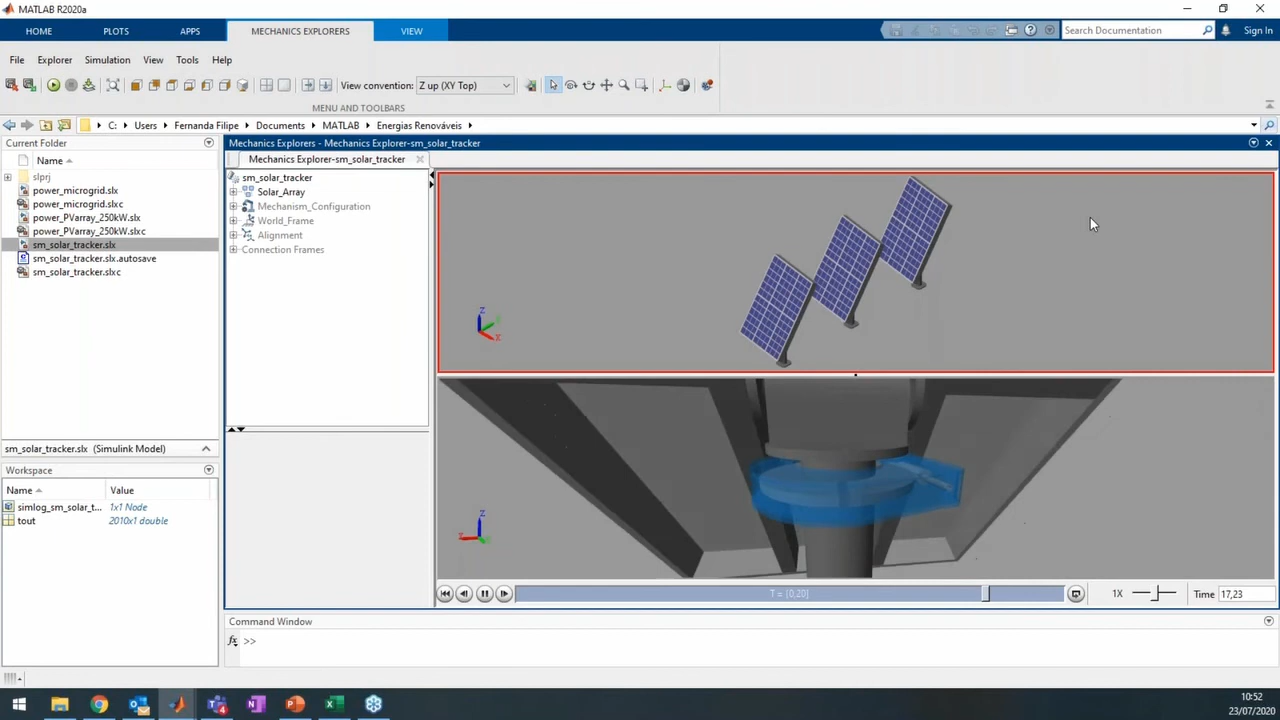 MATLAB R2020a
HOME PLOTS APPS MECHANICS EXPLORERS VIEW Search Documentation Sign In
File Explorer Simulation View Tools Help
View convention: Z up (XY Top)
MENU AND TOOLBARS
C: Users Fernanda Filipe Documents MATLAB Energias Renováveis
Current Folder
Name
slprj
power_microgrid.slx
power_microgrid.slxc
power_PVarray_250kW.slx
power_PVarray_250kW.slxc
sm_solar_tracker.slx
sm_solar_tracker.slx.autosave
sm_solar_tracker.slxc
sm_solar_tracker.slx (Simulink Model)
Workspace
Name Value
simlog_sm_solar_t... 1x1 Node
tout 2010x1 double
Mechanics Explorers - Mechanics Explorer-sm_solar_tracker
Mechanics Explorer-sm_solar_tracker
sm_solar_tracker
Solar_Array
Mechanism_Configuration
World_Frame
Alignment
Connection Frames
Z
X
Z
T = [0,20] 1X Time 17,23
Command Window
fx >>
10:52
23/07/2020